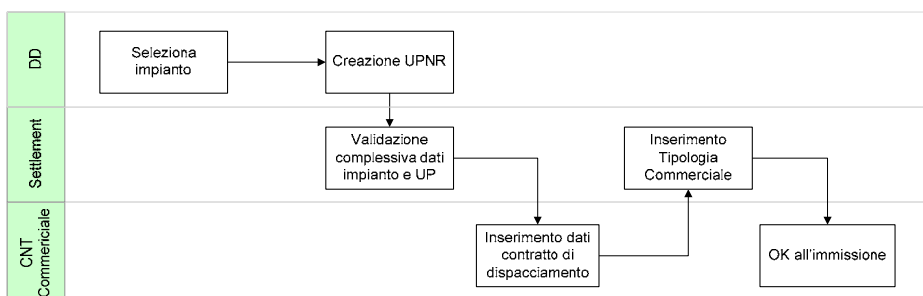 DD
Seleziona
impianto
Creazione UPNR
Settlement
Validazione
complessiva dati
impianto e UP
Inserimento
Tipologia
Commerciale
CNT
Commericiale
Inserimento dati
contratto di
dispacciamento
OK all'immissione